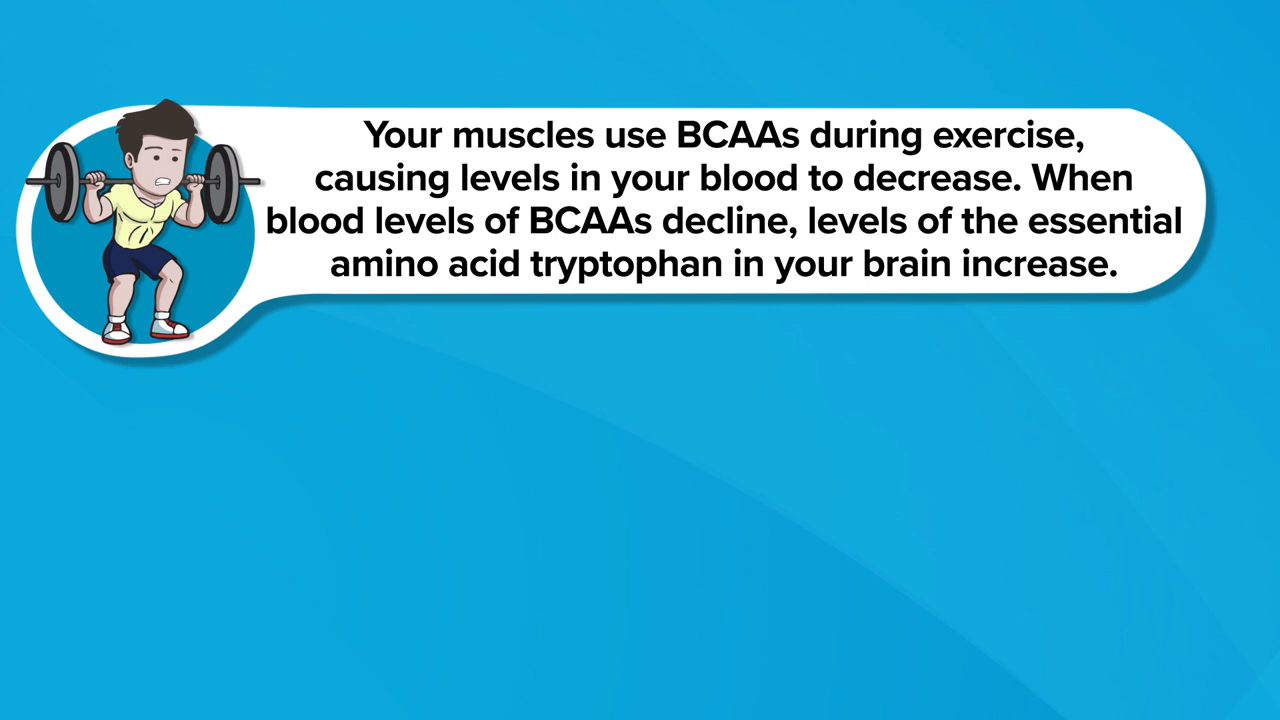 Your muscles use BCAAs during exercise,
causing levels in your blood to decrease. When
blood levels of BCAAs decline, levels of the essential
amino acid tryptophan in your brain increase.